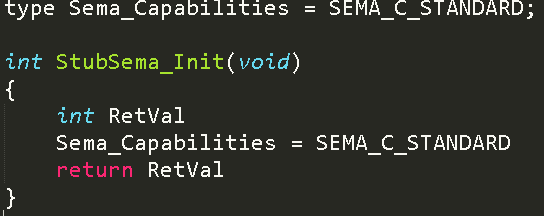 type Sema_Capabilities = SEMA_C_STANDARD;
int StubSema_Init(void)
{
int RetVal
Sema_Capabilities = SEMA_C_STANDARD
return RetVal
}